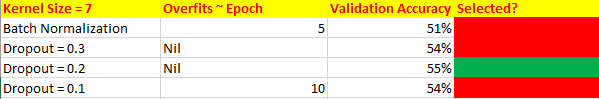 Kernel Size = 7 Overfits ~ Epoch Validation Accuracy Selected?
Batch Normalization 5 51%
Dropout = 0.3 Nil 54%
Dropout = 0.2 Nil 55%
Dropout = 0.1 10 54%